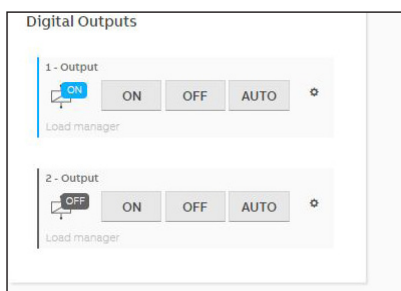 Digital Outputs
1 - Output
ON
ON OFF AUTO
Load manager
2 - Output
OFF
ON OFF AUTO
Load manager